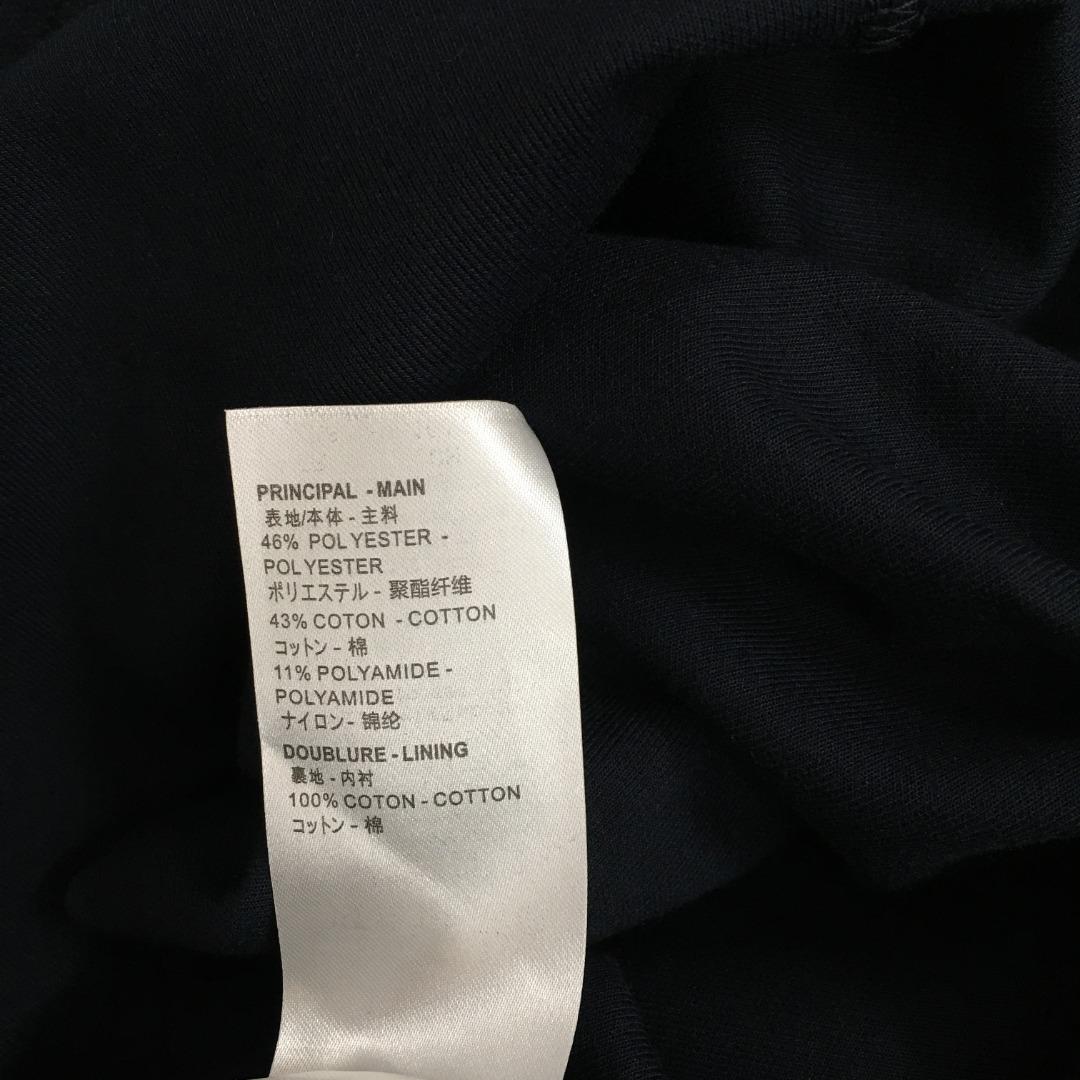 PRINCIPAL - MAIN
表地/本体 - 主料
46% POLYESTER -
POLYESTER
ポリエステル - 聚酯纤维
43% COTON - COTTON
コットン - 棉
11% POLYAMIDE -
POLYAMIDE
ナイロン - 锦纶
DOUBLURE - LINING
裏地 - 内衬
100% COTON - COTTON
コットン - 棉